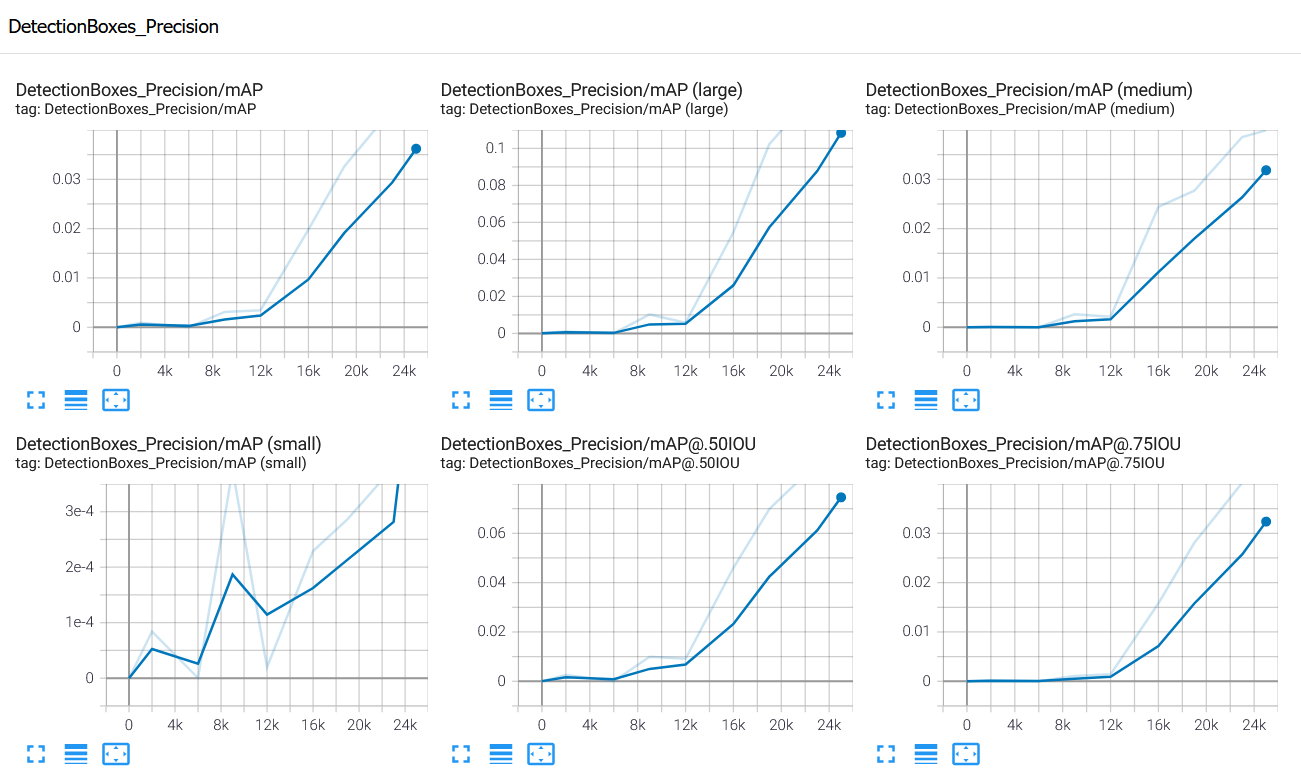 DetectionBoxes_Precision
DetectionBoxes_Precision/mAP
tag: DetectionBoxes_Precision/mAP
0.03
0.02
0.01
0
0 4k 8k 12k 16k 20k 24k
DetectionBoxes_Precision/mAP (large)
tag: DetectionBoxes_Precision/mAP (large)
0.1
0.08
0.06
0.04
0.02
0
0 4k 8k 12k 16k 20k 24k
DetectionBoxes_Precision/mAP (medium)
tag: DetectionBoxes_Precision/mAP (medium)
0.03
0.02
0.01
0
0 4k 8k 12k 16k 20k 24k
DetectionBoxes_Precision/mAP (small)
tag: DetectionBoxes_Precision/mAP (small)
3e-4
2e-4
1e-4
0
0 4k 8k 12k 16k 20k 24k
DetectionBoxes_Precision/mAP@.50IOU
tag: DetectionBoxes_Precision/mAP@.50IOU
0.06
0.04
0.02
0
0 4k 8k 12k 16k 20k 24k
DetectionBoxes_Precision/mAP@.75IOU
tag: DetectionBoxes_Precision/mAP@.75IOU
0.03
0.02
0.01
0
0 4k 8k 12k 16k 20k 24k